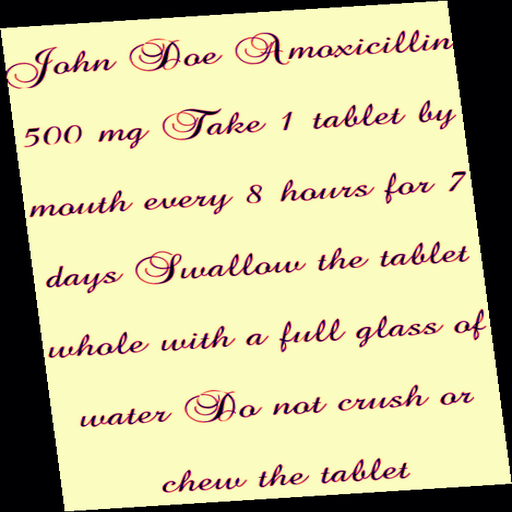 John Doe Amoxicillin
500 mg Take 1 tablet by
mouth every 8 hours for 7
days Swallow the tablet
whole with a full glass of
water Do not crush or
chew the tablet